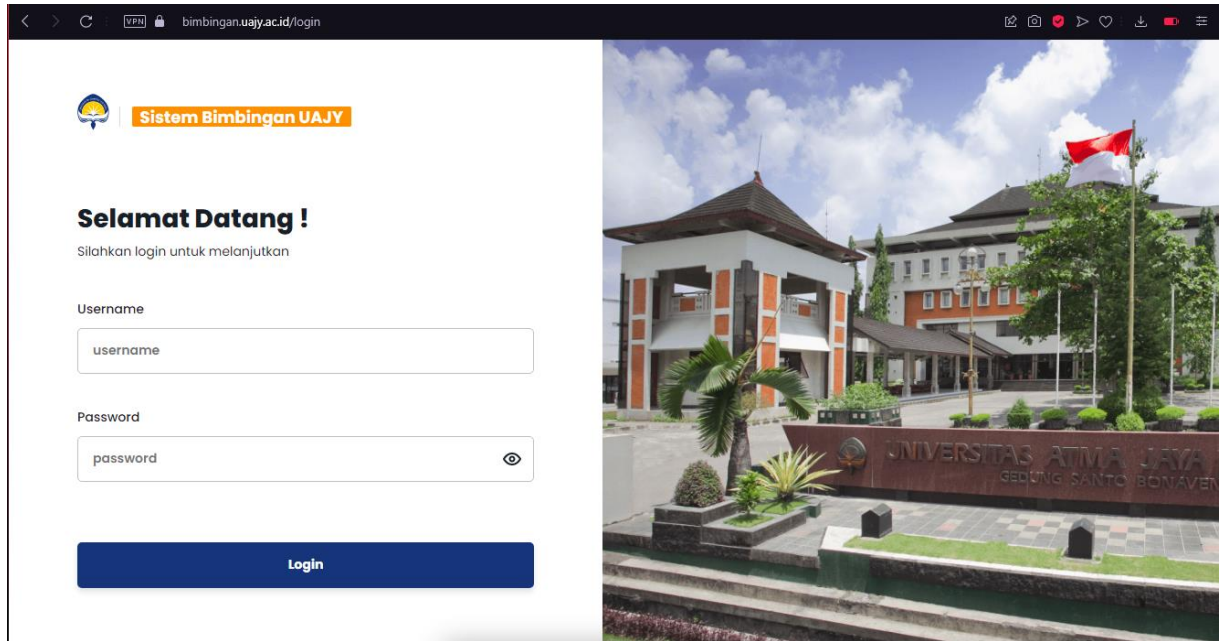 VPN
bimbingan.uajy.ac.id/login
Sistem Bimbingan UAJY
Selamat Datang !
Silahkan login untuk melanjutkan
Username
username
Password
password
Login
UNIVERSITAS ATMA JAYA
GEDUNG SANTO BONAVEN